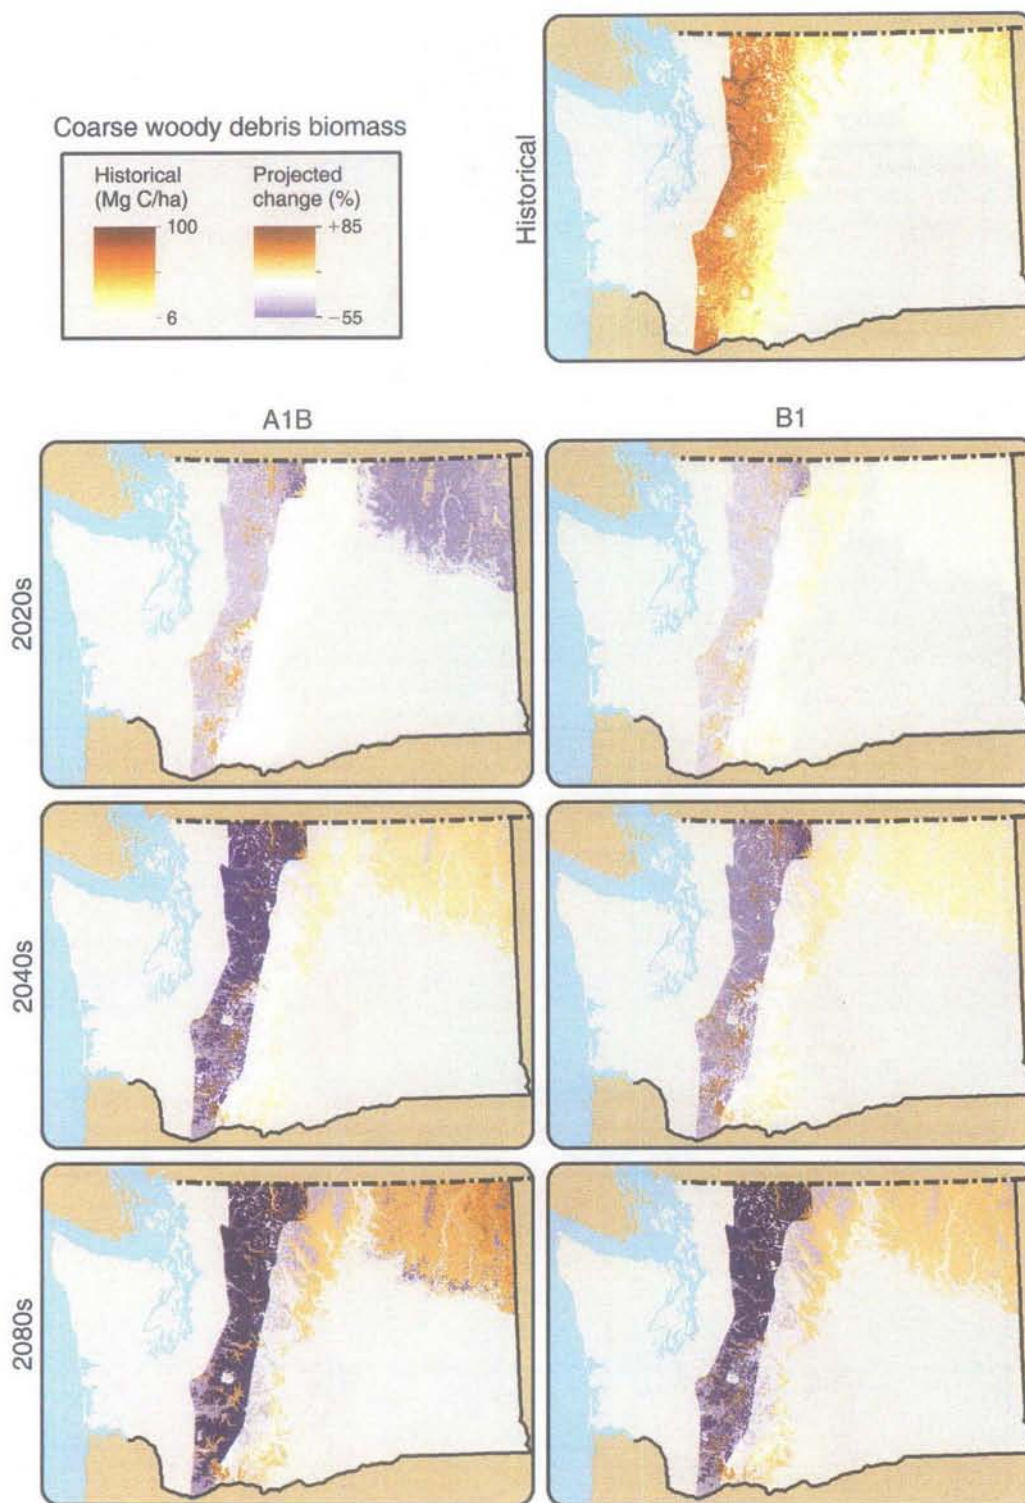 Coarse woody debris biomass
Historical
(Mg C/ha)
100
6
Projected
change (%)
+85
−55
Historical
A1B
B1
2020s
2040s
2080s